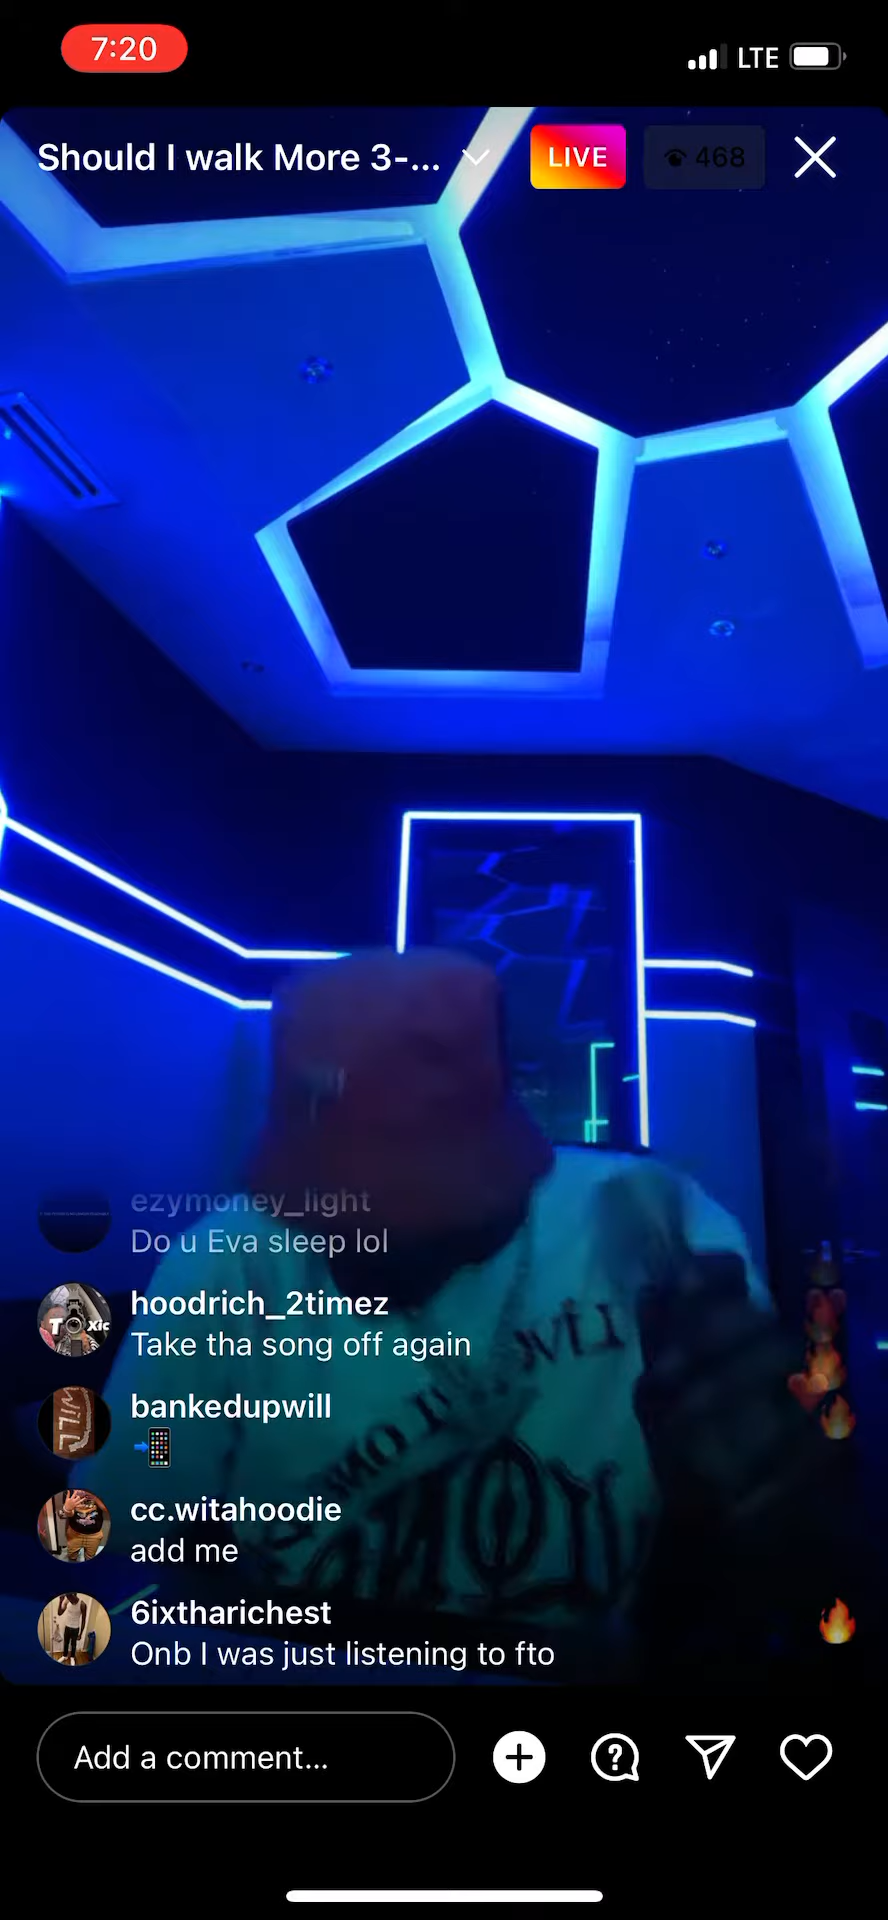 7:20
LTE
Should I walk More 3-...
LIVE
468
ezymoney_light
Do u Eva sleep lol
hoodrich_2timez
Take tha song off again
bankedupwill
cc.witahoodie
add me
6ixtharichest
Onb I was just listening to fto
Add a comment...